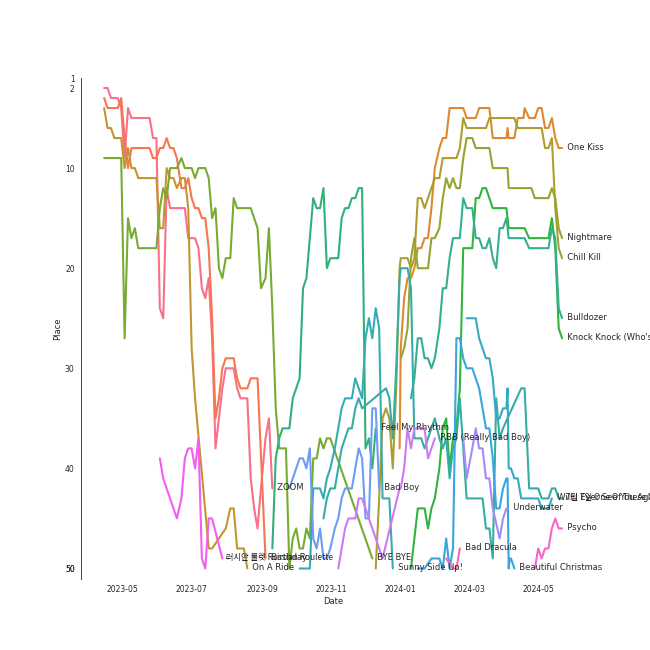 1
2
10
20
30
40
50
Place
2023-05
2023-07
2023-09
2023-11
2024-01
2024-03
2024-05
Date
One Kiss
Nightmare
Chill Kill
Bulldozer
Knock Knock (Who's
Feel My Rhythm
RBB (Really Bad Boy)
ZOOM
Bad Boy
Underwater
Psycho
Bad Dracula
러시안 룰렛 Russian Roulette
BYE BYE
On A Ride
Sunny Side Up!
Beautiful Christmas